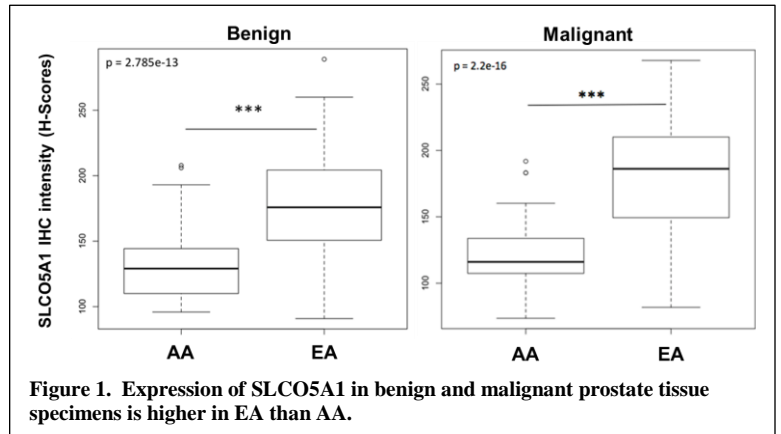 Benign
p = 2.785e-13
***
SLCO5A1 IHC intensity (H-Scores)
250
200
150
100
AA EA
Malignant
p = 2.2e-16
***
250
200
150
100
AA EA
Figure 1. Expression of SLCO5A1 in benign and malignant prostate tissue
specimens is higher in EA than AA.